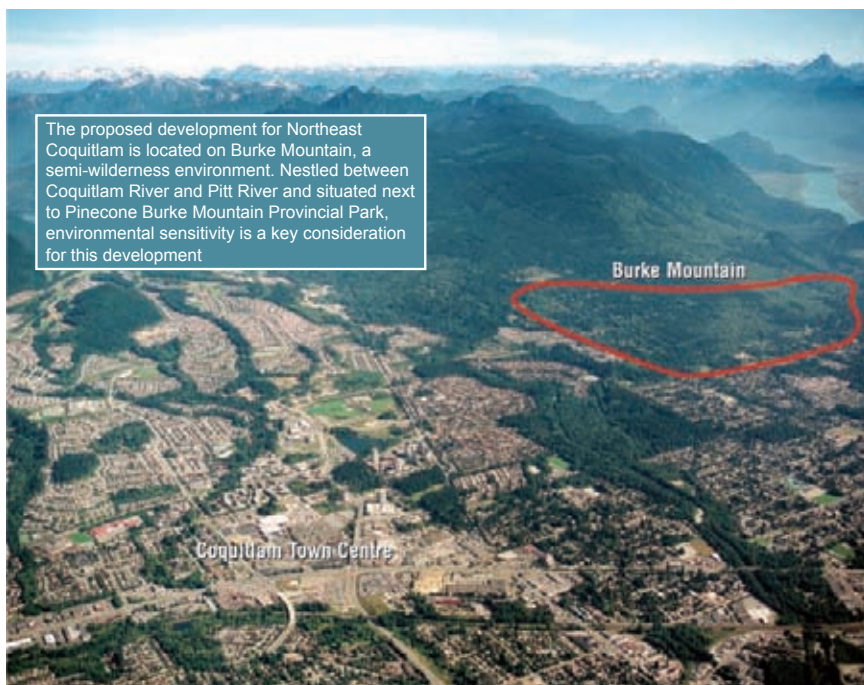 The proposed development for Northeast
Coquitlam is located on Burke Mountain, a
semi-wilderness environment. Nestled between
Coquitlam River and Pitt River and situated next
to Pinecone Burke Mountain Provincial Park,
environmental sensitivity is a key consideration
for this development
Burke Mountain
Coquitlam Town Centre